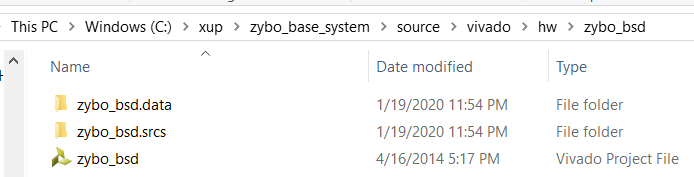 This PC > Windows (C:) > xup > zybo_base_system > source > vivado > hw > zybo_bsd
Name Date modified Type
zybo_bsd.data 1/19/2020 11:54 PM File folder
zybo_bsd.srcs 1/19/2020 11:54 PM File folder
zybo_bsd 4/16/2014 5:17 PM Vivado Project File